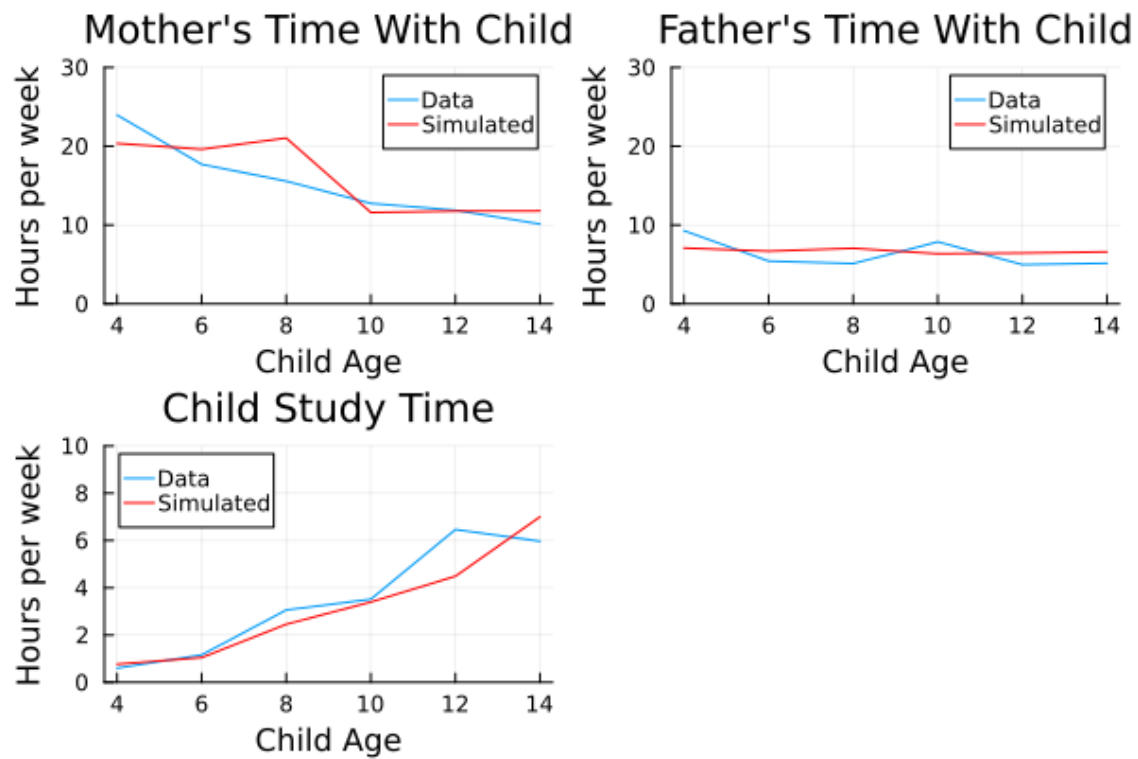 Mother's Time With Child
Hours per week
30
20
10
0
Data
Simulated
4 6 8 10 12 14
Child Age
Father's Time With Child
Hours per week
30
20
10
0
Data
Simulated
4 6 8 10 12 14
Child Age
Child Study Time
Hours per week
10
8
6
4
2
0
Data
Simulated
4 6 8 10 12 14
Child Age